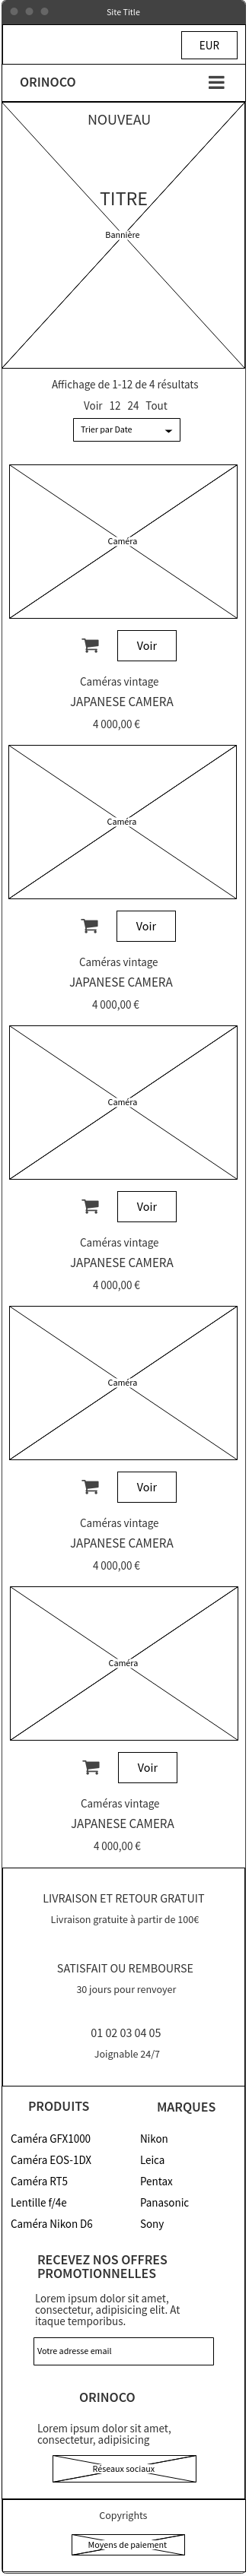 Site Title
EUR
ORINOCO
NOUVEAU
TITRE
Bannière
Affichage de 1-12 de 4 résultats
Voir 12 24 Tout
Trier par Date
Caméra
Voir
Caméras vintage
JAPANESE CAMERA
4 000,00 €
Caméra
Voir
Caméras vintage
JAPANESE CAMERA
4 000,00 €
Caméra
Voir
Caméras vintage
JAPANESE CAMERA
4 000,00 €
Caméra
Voir
Caméras vintage
JAPANESE CAMERA
4 000,00 €
Caméra
Voir
Caméras vintage
JAPANESE CAMERA
4 000,00 €
LIVRAISON ET RETOUR GRATUIT
Livraison gratuite à partir de 100€
SATISFAIT OU REMBOURSE
30 jours pour renvoyer
01 02 03 04 05
Joignable 24/7
PRODUITS
Caméra GFX1000
Caméra EOS-1DX
Caméra RT5
Lentille f/4e
Caméra Nikon D6
MARQUES
Nikon
Leica
Pentax
Panasonic
Sony
RECEVEZ NOS OFFRES
PROMOTIONNELLES
Lorem ipsum dolor sit amet,
consectetur, adipisicing elit. At
itaque temporibus.
Votre adresse email
ORINOCO
Lorem ipsum dolor sit amet,
consectetur, adipisicing
Réseaux sociaux
Copyrights
Moyens de paiement